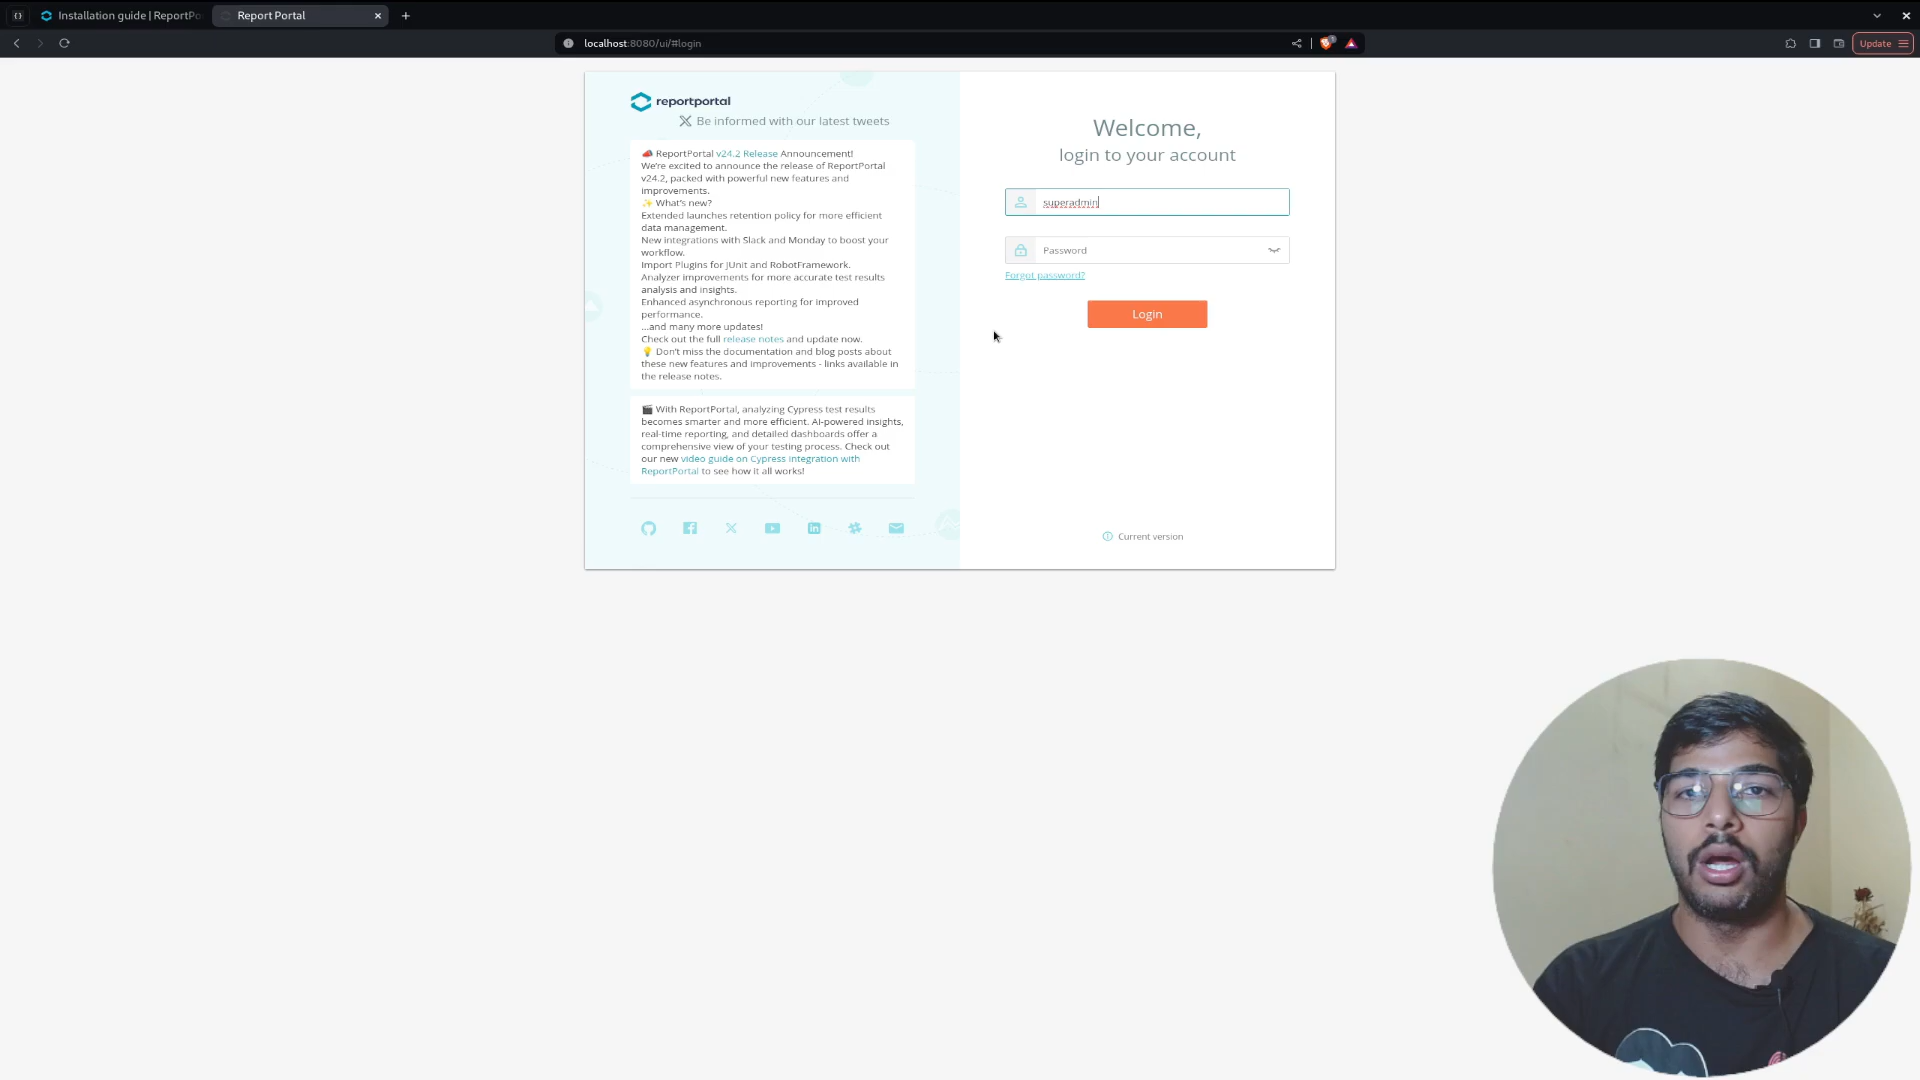 Installation guide | ReportPo
Report Portal
localhost:8080/ui/#login
Update
reportportal
Be informed with our latest tweets
📣 ReportPortal v24.2 Release Announcement!
We're excited to announce the release of ReportPortal
v24.2, packed with powerful new features and
improvements.
✨ What's new?
Extended launches retention policy for more efficient
data management.
New integrations with Slack and Monday to boost your
workflow.
Import Plugins for JUnit and RobotFramework.
Analyzer improvements for more accurate test results
analysis and insights.
Enhanced asynchronous reporting for improved
performance.
...and many more updates!
Check out the full release notes and update now.
💡 Don't miss the documentation and blog posts about
these new features and improvements - links available in
the release notes.
🎬 With ReportPortal, analyzing Cypress test results
becomes smarter and more efficient. AI-powered insights,
real-time reporting, and detailed dashboards offer a
comprehensive view of your testing process. Check out
our new video guide on Cypress integration with
ReportPortal to see how it all works!
Welcome,
login to your account
superadmin
Password
Forgot password?
Login
Current version